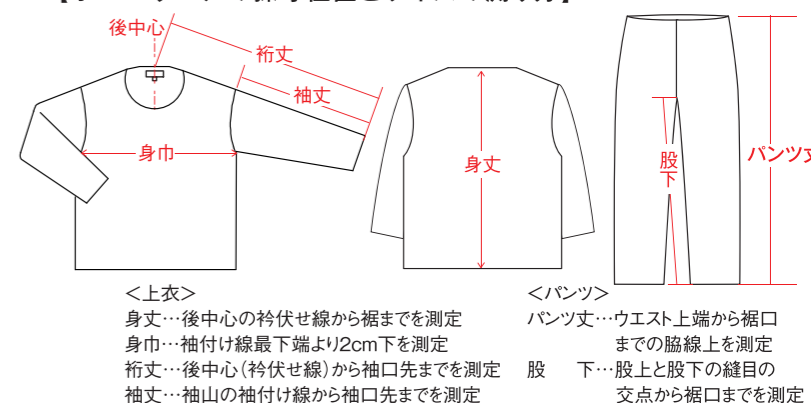 後中心
裄丈
袖丈
身巾
身丈
股下
パンツ丈
＜上衣＞
身丈…後中心の衿伏せ線から裾までを測定
身巾…袖付け線最下端より2cm下を測定
裄丈…後中心(衿伏せ線)から袖口先までを測定
袖丈…袖山の袖付け線から袖口先までを測定
＜パンツ＞
パンツ丈…ウエスト上端から裾口
までの脇線上を測定
股　下…股上と股下の縫目の
交点から裾口までを測定